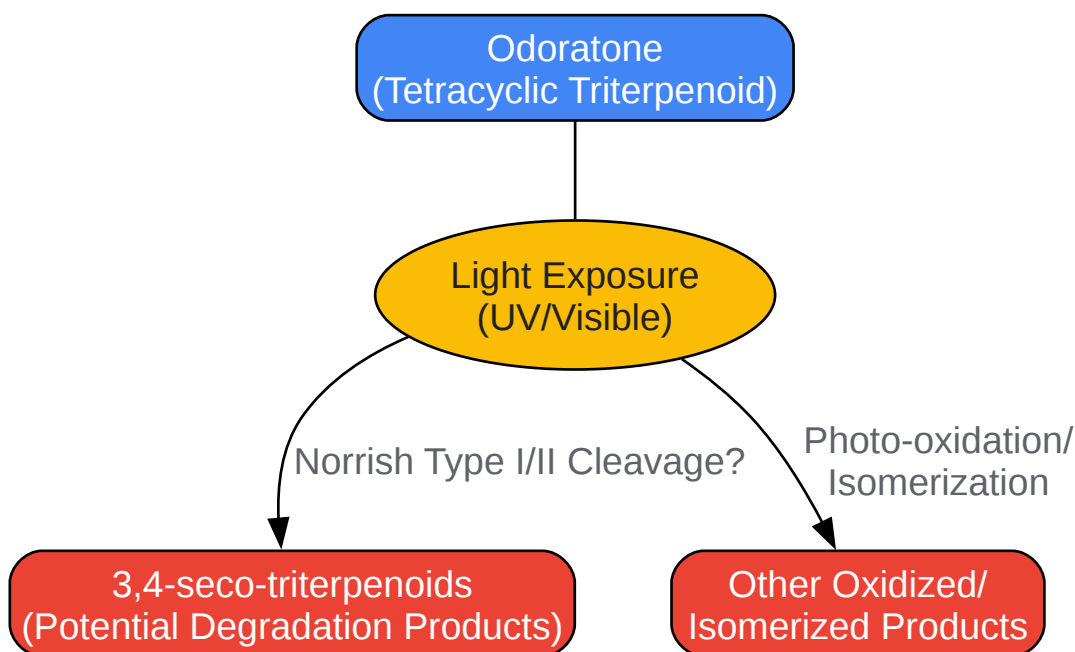 Odoratone
(Tetracyclic Triterpenoid)
Light Exposure
(UV/Visible)
Norrish Type I/II Cleavage?
Photo-oxidation/
Isomerization
3,4-seco-triterpenoids
(Potential Degradation Products)
Other Oxidized/
Isomerized Products